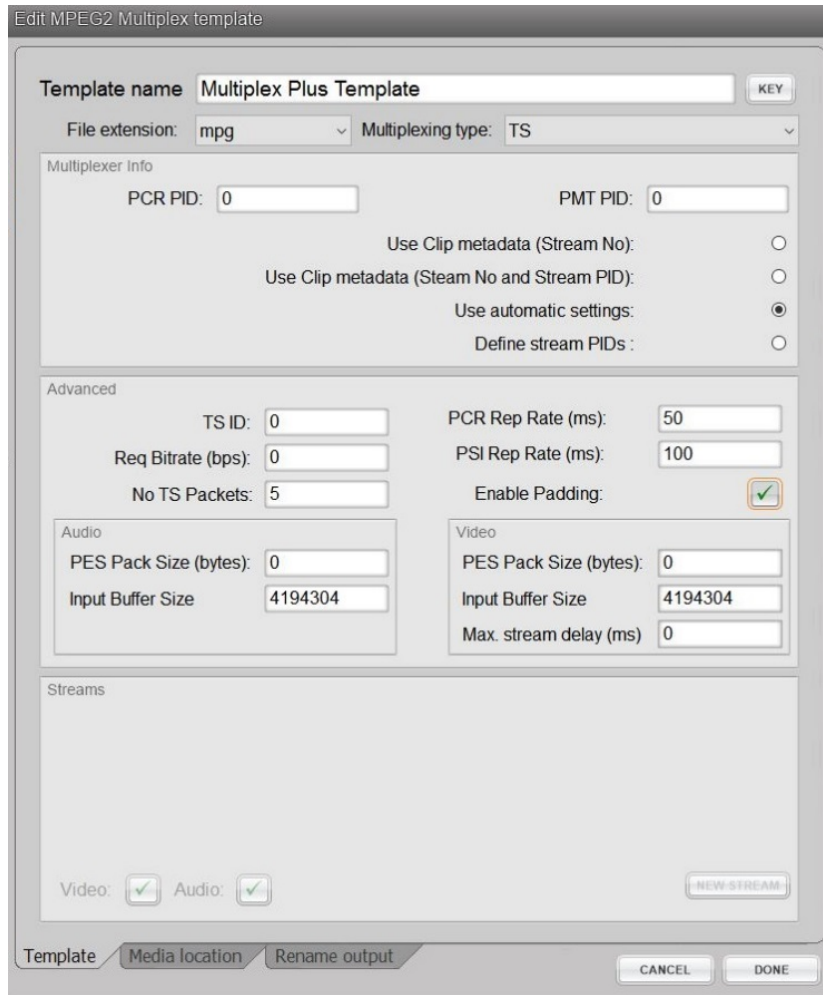 Edit MPEG2 Multiplex template
Template name Multiplex Plus Template KEY
File extension: mpg Multiplexing type: TS
Multiplexer Info
PCR PID: 0 PMT PID: 0
Use Clip metadata (Stream No):
Use Clip metadata (Steam No and Stream PID):
Use automatic settings:
Define stream PIDs :
Advanced
TS ID: 0 PCR Rep Rate (ms): 50
Req Bitrate (bps): 0 PSI Rep Rate (ms): 100
No TS Packets: 5 Enable Padding:
Audio Video
PES Pack Size (bytes): 0 PES Pack Size (bytes): 0
Input Buffer Size 4194304 Input Buffer Size 4194304
Max. stream delay (ms) 0
Streams
Video: Audio: NEW STREAM
Template Media location Rename output CANCEL DONE